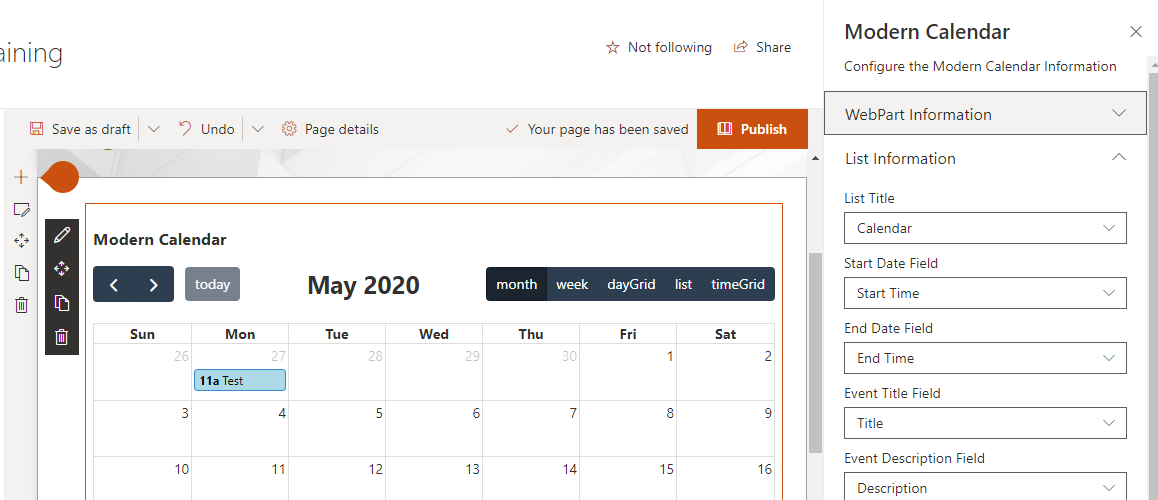 aining
Not following Share
Save as draft Undo Page details Your page has been saved Publish
Modern Calendar
today May 2020 month week dayGrid list timeGrid
Sun Mon Tue Wed Thu Fri Sat
26 27 28 29 30 1 2
11a Test
3 4 5 6 7 8 9
10 11 12 13 14 15 16
Modern Calendar
Configure the Modern Calendar Information
WebPart Information
List Information
List Title
Calendar
Start Date Field
Start Time
End Date Field
End Time
Event Title Field
Title
Event Description Field
Description